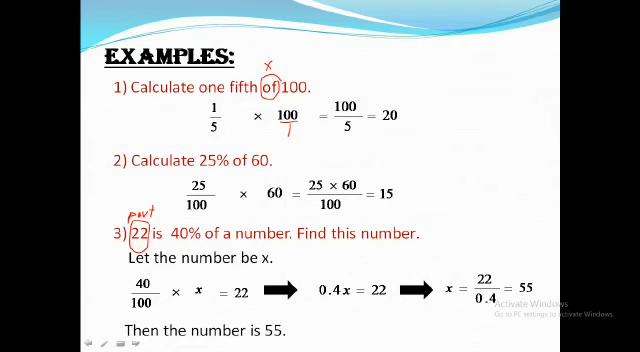 EXAMPLES:
x
1) Calculate one fifth of 100.
1/5 × 100/1 = 100/5 = 20
2) Calculate 25% of 60.
25/100 × 60 = 25 × 60/100 = 15
part
3) 22 is 40% of a number. Find this number.
Let the number be x.
40/100 × x = 22 → 0.4x = 22 → x = 22/0.4 = 55
Activate Windows
Go to PC settings to activate Windows.
Then the number is 55.